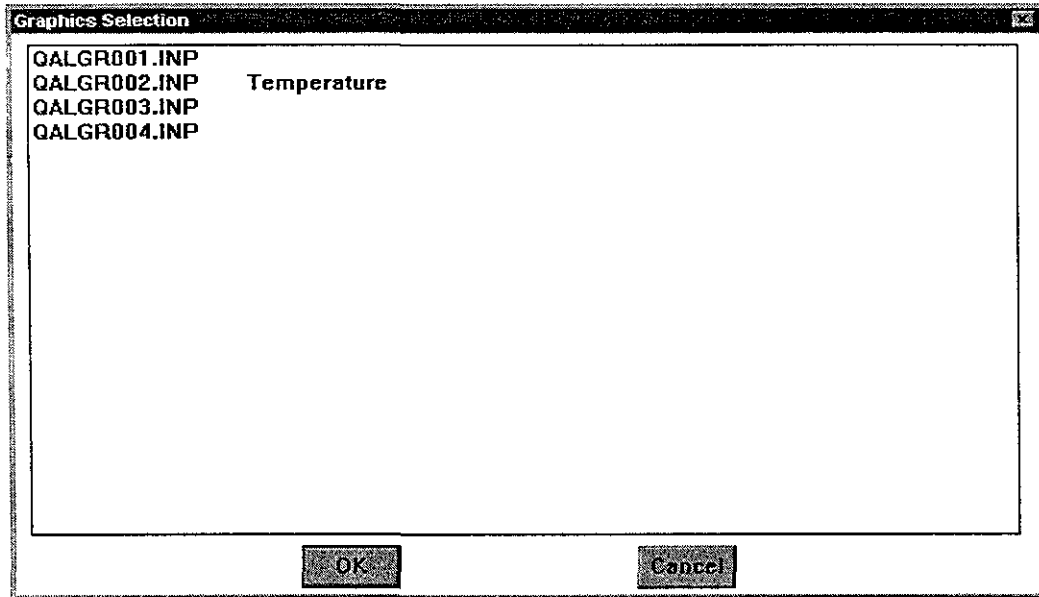 Graphics Selection
QALGR001.INP
QALGR002.INP Temperature
QALGR003.INP
QALGR004.INP
OK Cancel